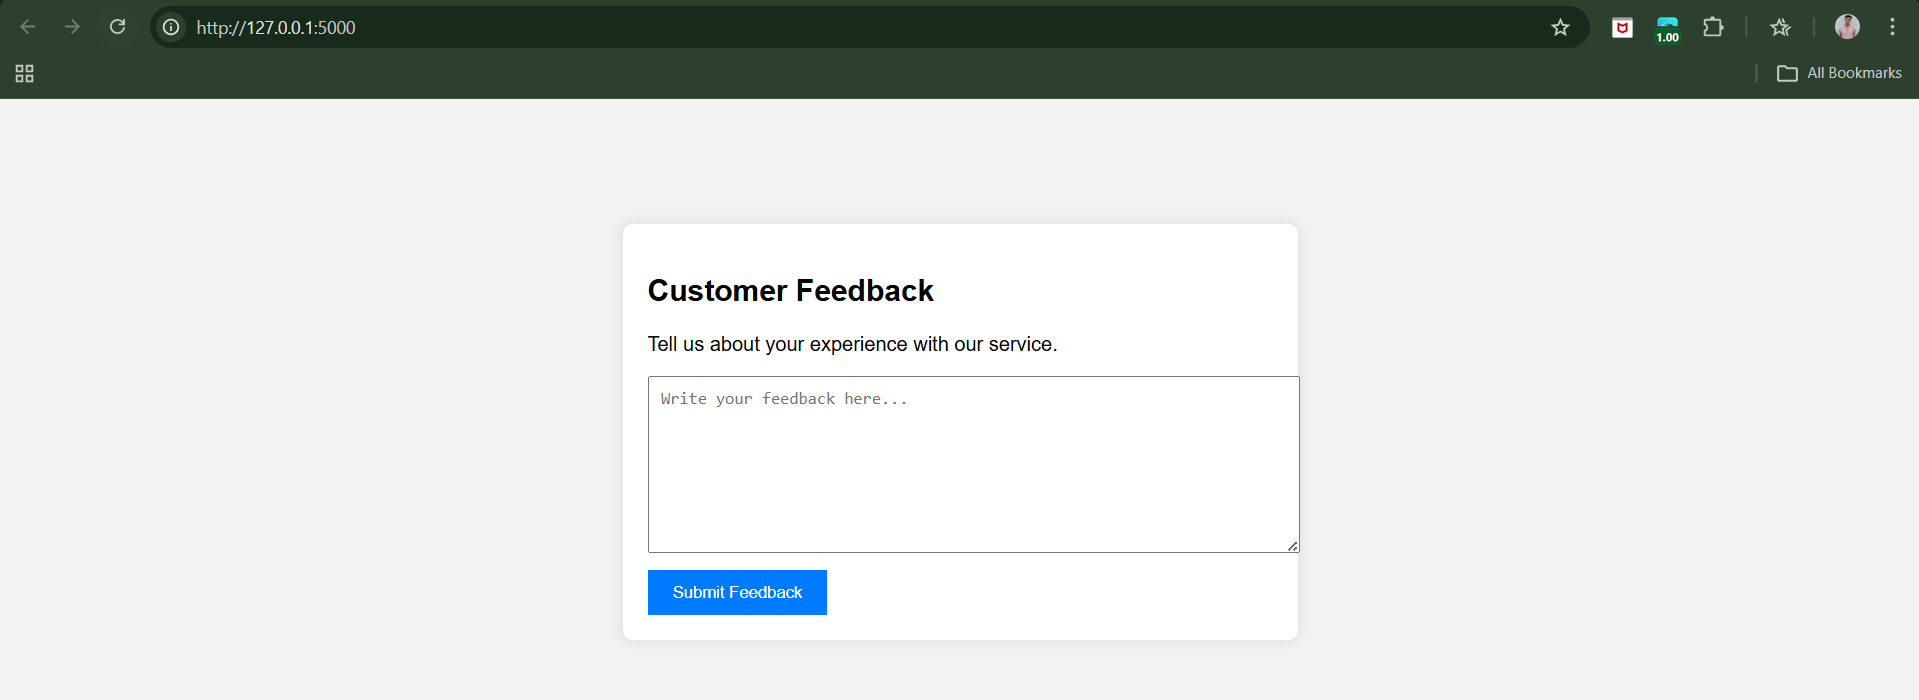 http://127.0.0.1:5000
1.00
All Bookmarks
Customer Feedback
Tell us about your experience with our service.
Write your feedback here...
Submit Feedback